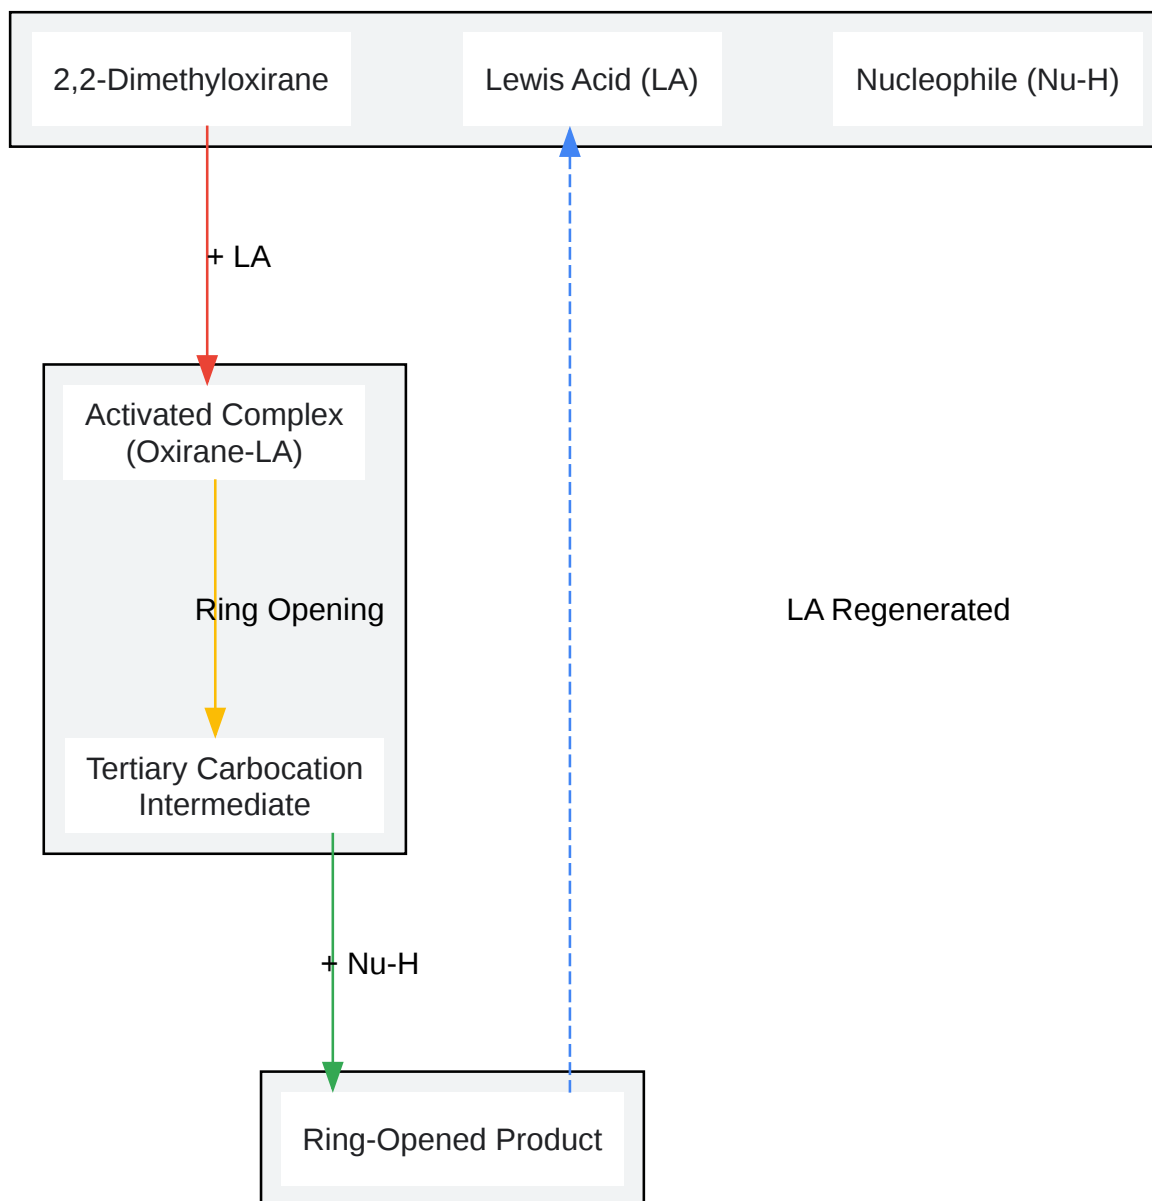 2,2-Dimethyloxirane
Lewis Acid (LA)
Nucleophile (Nu-H)
+ LA
Activated Complex
(Oxirane-LA)
Ring Opening
LA Regenerated
Tertiary Carbocation
Intermediate
+ Nu-H
Ring-Opened Product